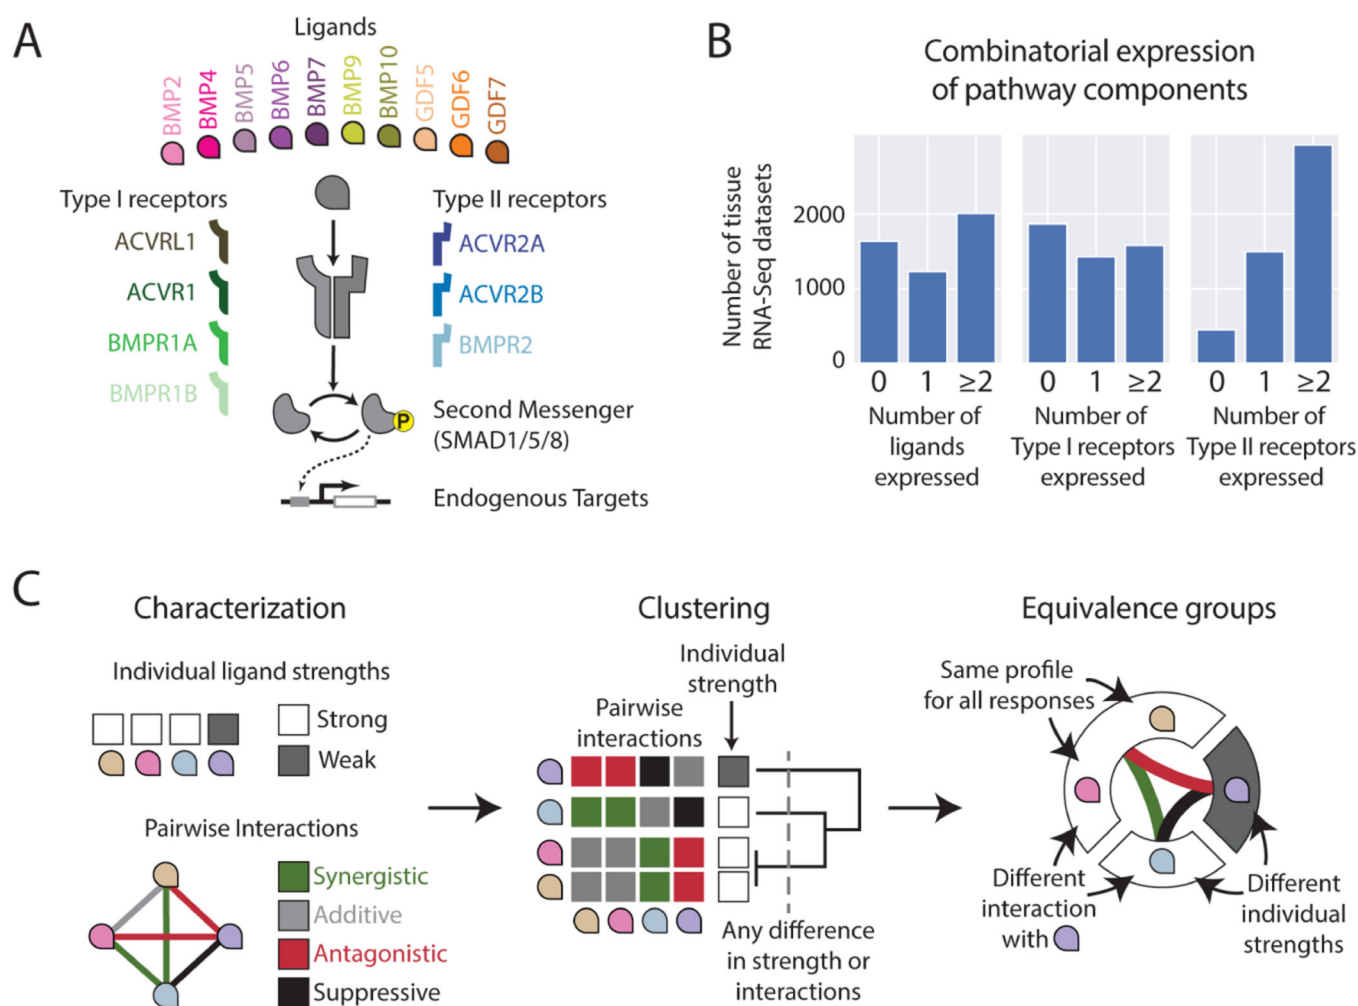 A
Ligands
BMP2
BMP4
BMP5
BMP6
BMP7
BMP9
BMP10
GDF5
GDF6
GDF7
Type I receptors
ACVRL1
ACVR1
BMPR1A
BMPR1B
Type II receptors
ACVR2A
ACVR2B
BMPR2
P
Second Messenger
(SMAD1/5/8)
Endogenous Targets
B
Combinatorial expression
of pathway components
Number of tissue
RNA-Seq datasets
2000
1000
0
0 1 ≥2
Number of
ligands
expressed
0 1 ≥2
Number of
Type I receptors
expressed
0 1 ≥2
Number of
Type II receptors
expressed
C
Characterization
Individual ligand strengths
Strong
Weak
Pairwise Interactions
Synergistic
Additive
Antagonistic
Suppressive
Clustering
Individual
strength
Pairwise
interactions
Any difference
in strength or
interactions
Equivalence groups
Same profile
for all responses
Different
interaction
with
Different
individual
strengths